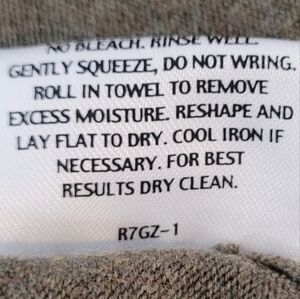 NO BLEACH. RINSE WELL.
GENTLY SQUEEZE, DO NOT WRING.
ROLL IN TOWEL TO REMOVE
EXCESS MOISTURE. RESHAPE AND
LAY FLAT TO DRY. COOL IRON IF
NECESSARY. FOR BEST
RESULTS DRY CLEAN.
R7GZ-1